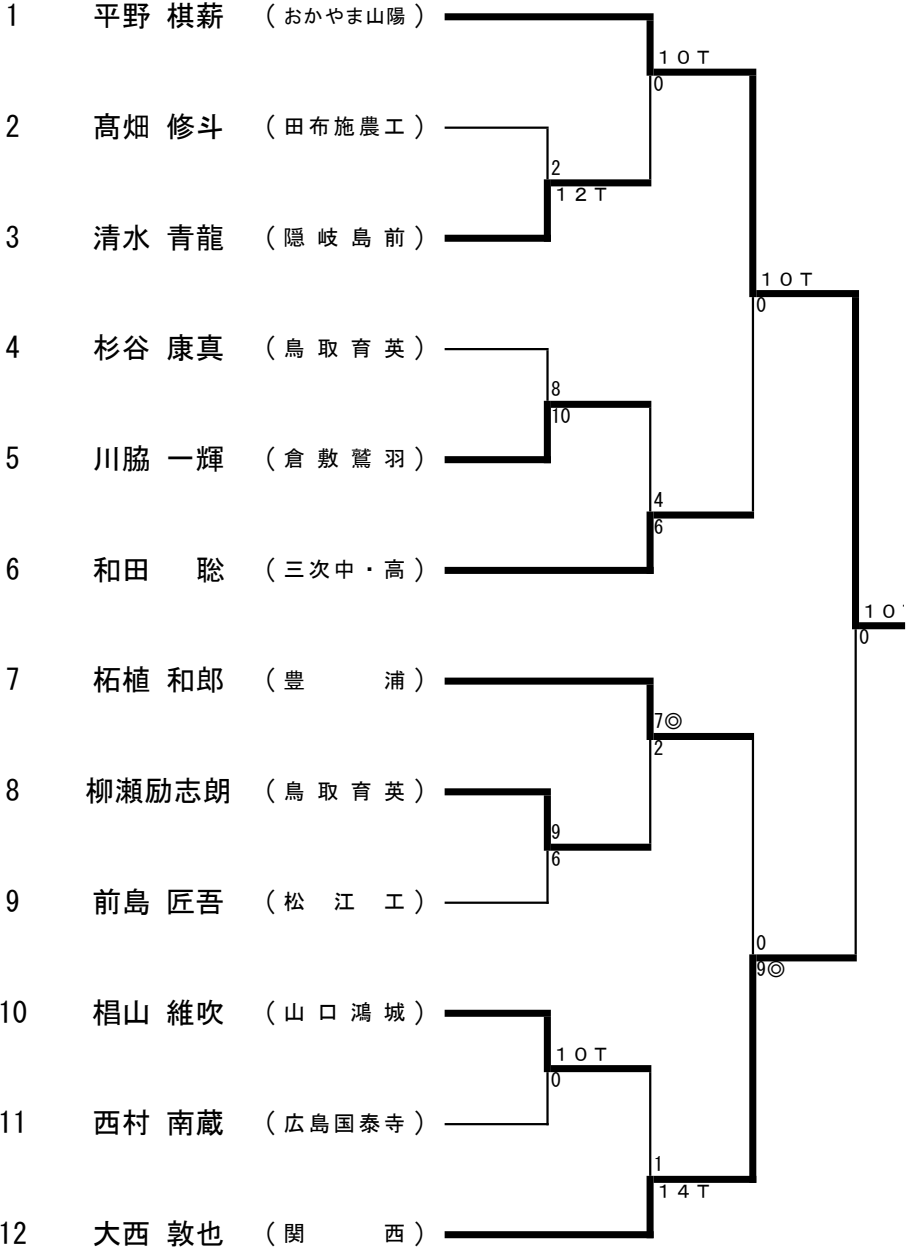 1 平野 棋薪 (おかやま山陽)
10T
0
2 髙畑 修斗 (田布施農工)
2
12T
3 清水 青龍 (隠岐島前)
10T
0
4 杉谷 康真 (鳥取育英)
8
10
5 川脇 一輝 (倉敷鷲羽)
4
6
6 和田 聡 (三次中・高)
10T
0
7 柘植 和郎 (豊浦)
7◎
2
8 柳瀬励志朗 (鳥取育英)
9
6
9 前島 匠吾 (松江工)
0
9◎
10 椙山 維吹 (山口鴻城)
10T
0
11 西村 南蔵 (広島国泰寺)
1
14T
12 大西 敦也 (関西)